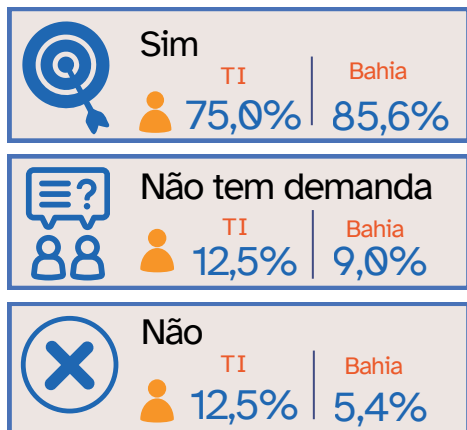 Sim
TI Bahia
75,0% 85,6%
?
Não tem demanda
TI Bahia
12,5% 9,0%
Não
TI Bahia
12,5% 5,4%